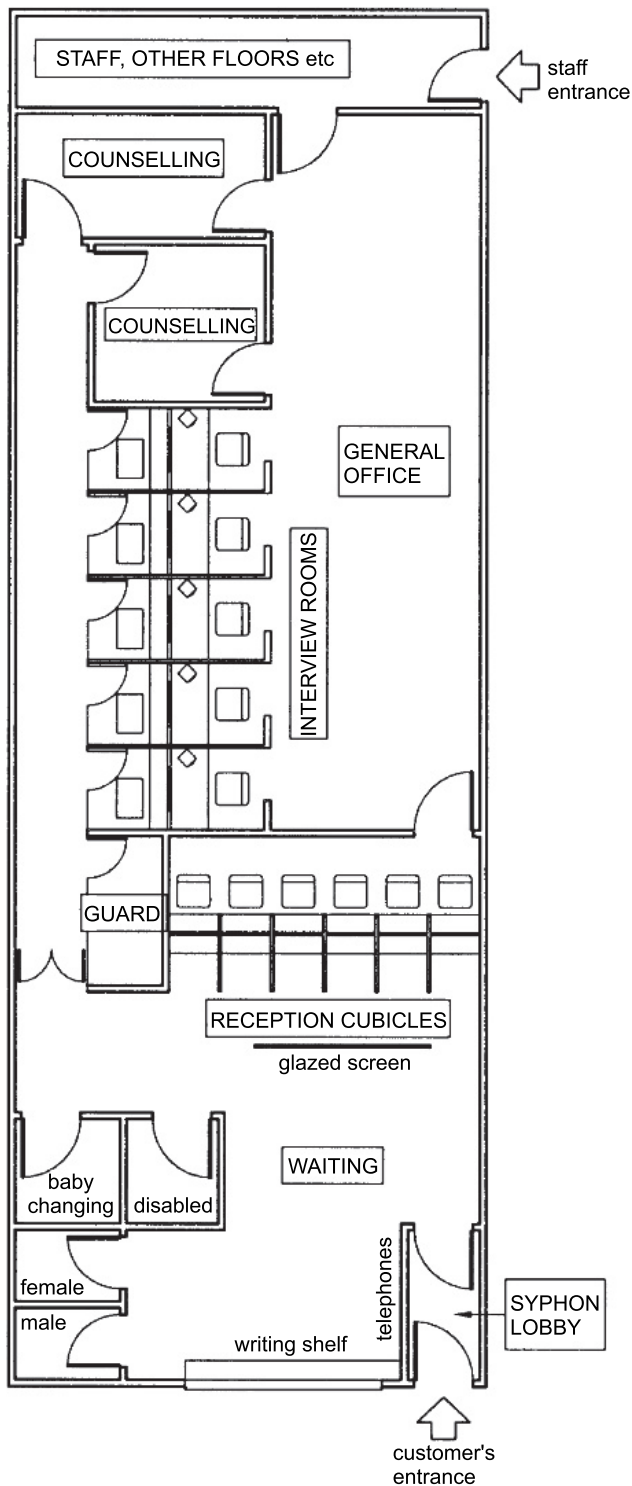 STAFF, OTHER FLOORS etc
staff
entrance
COUNSELLING
COUNSELLING
GENERAL
OFFICE
INTERVIEW ROOMS
GUARD
RECEPTION CUBICLES
glazed screen
WAITING
baby
changing
disabled
female
male
telephones
writing shelf
SYPHON
LOBBY
customer's
entrance